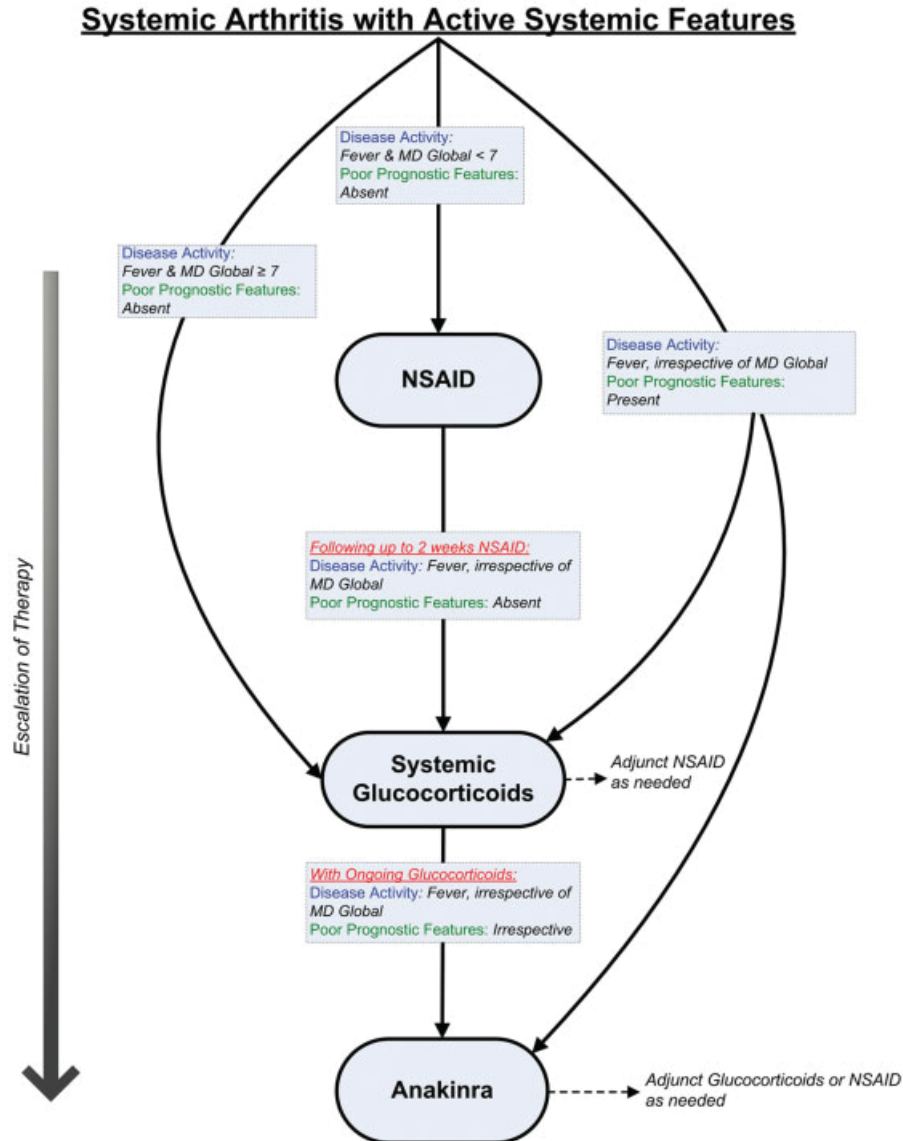 Systemic Arthritis with Active Systemic Features
Disease Activity:
Fever & MD Global < 7
Poor Prognostic Features:
Absent
Disease Activity:
Fever & MD Global ≥ 7
Poor Prognostic Features:
Absent
Disease Activity:
Fever, irrespective of MD Global
Poor Prognostic Features:
Present
NSAID
Following up to 2 weeks NSAID:
Disease Activity: Fever, irrespective of
MD Global
Poor Prognostic Features: Absent
Escalation of Therapy
Systemic
Glucocorticoids
Adjunct NSAID
as needed
With Ongoing Glucocorticoids:
Disease Activity: Fever, irrespective of
MD Global
Poor Prognostic Features: Irrespective
Anakinra
Adjunct Glucocorticoids or NSAID
as needed